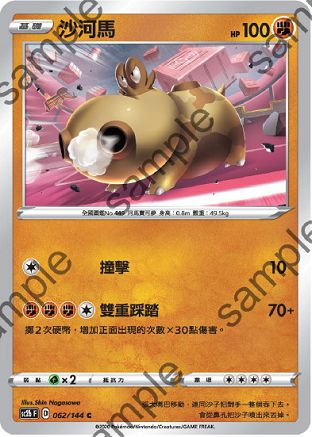 基礎 沙河馬 HP 100
全國圖鑑No.449 河馬寶可夢 身高：0.8m 體重：49.5kg
撞擊 10
雙重踩踏 70+
擲2次硬幣，增加正面出現的次數×30點傷害。
弱點 ×2 抵抗力 撤退
Illus. Shin Nagasawa
SC2b F D 062/144 C
©2020 Pokémon/Nintendo/Creatures/GAME FREAK.
sample
sample
sample
sample
sample
sample